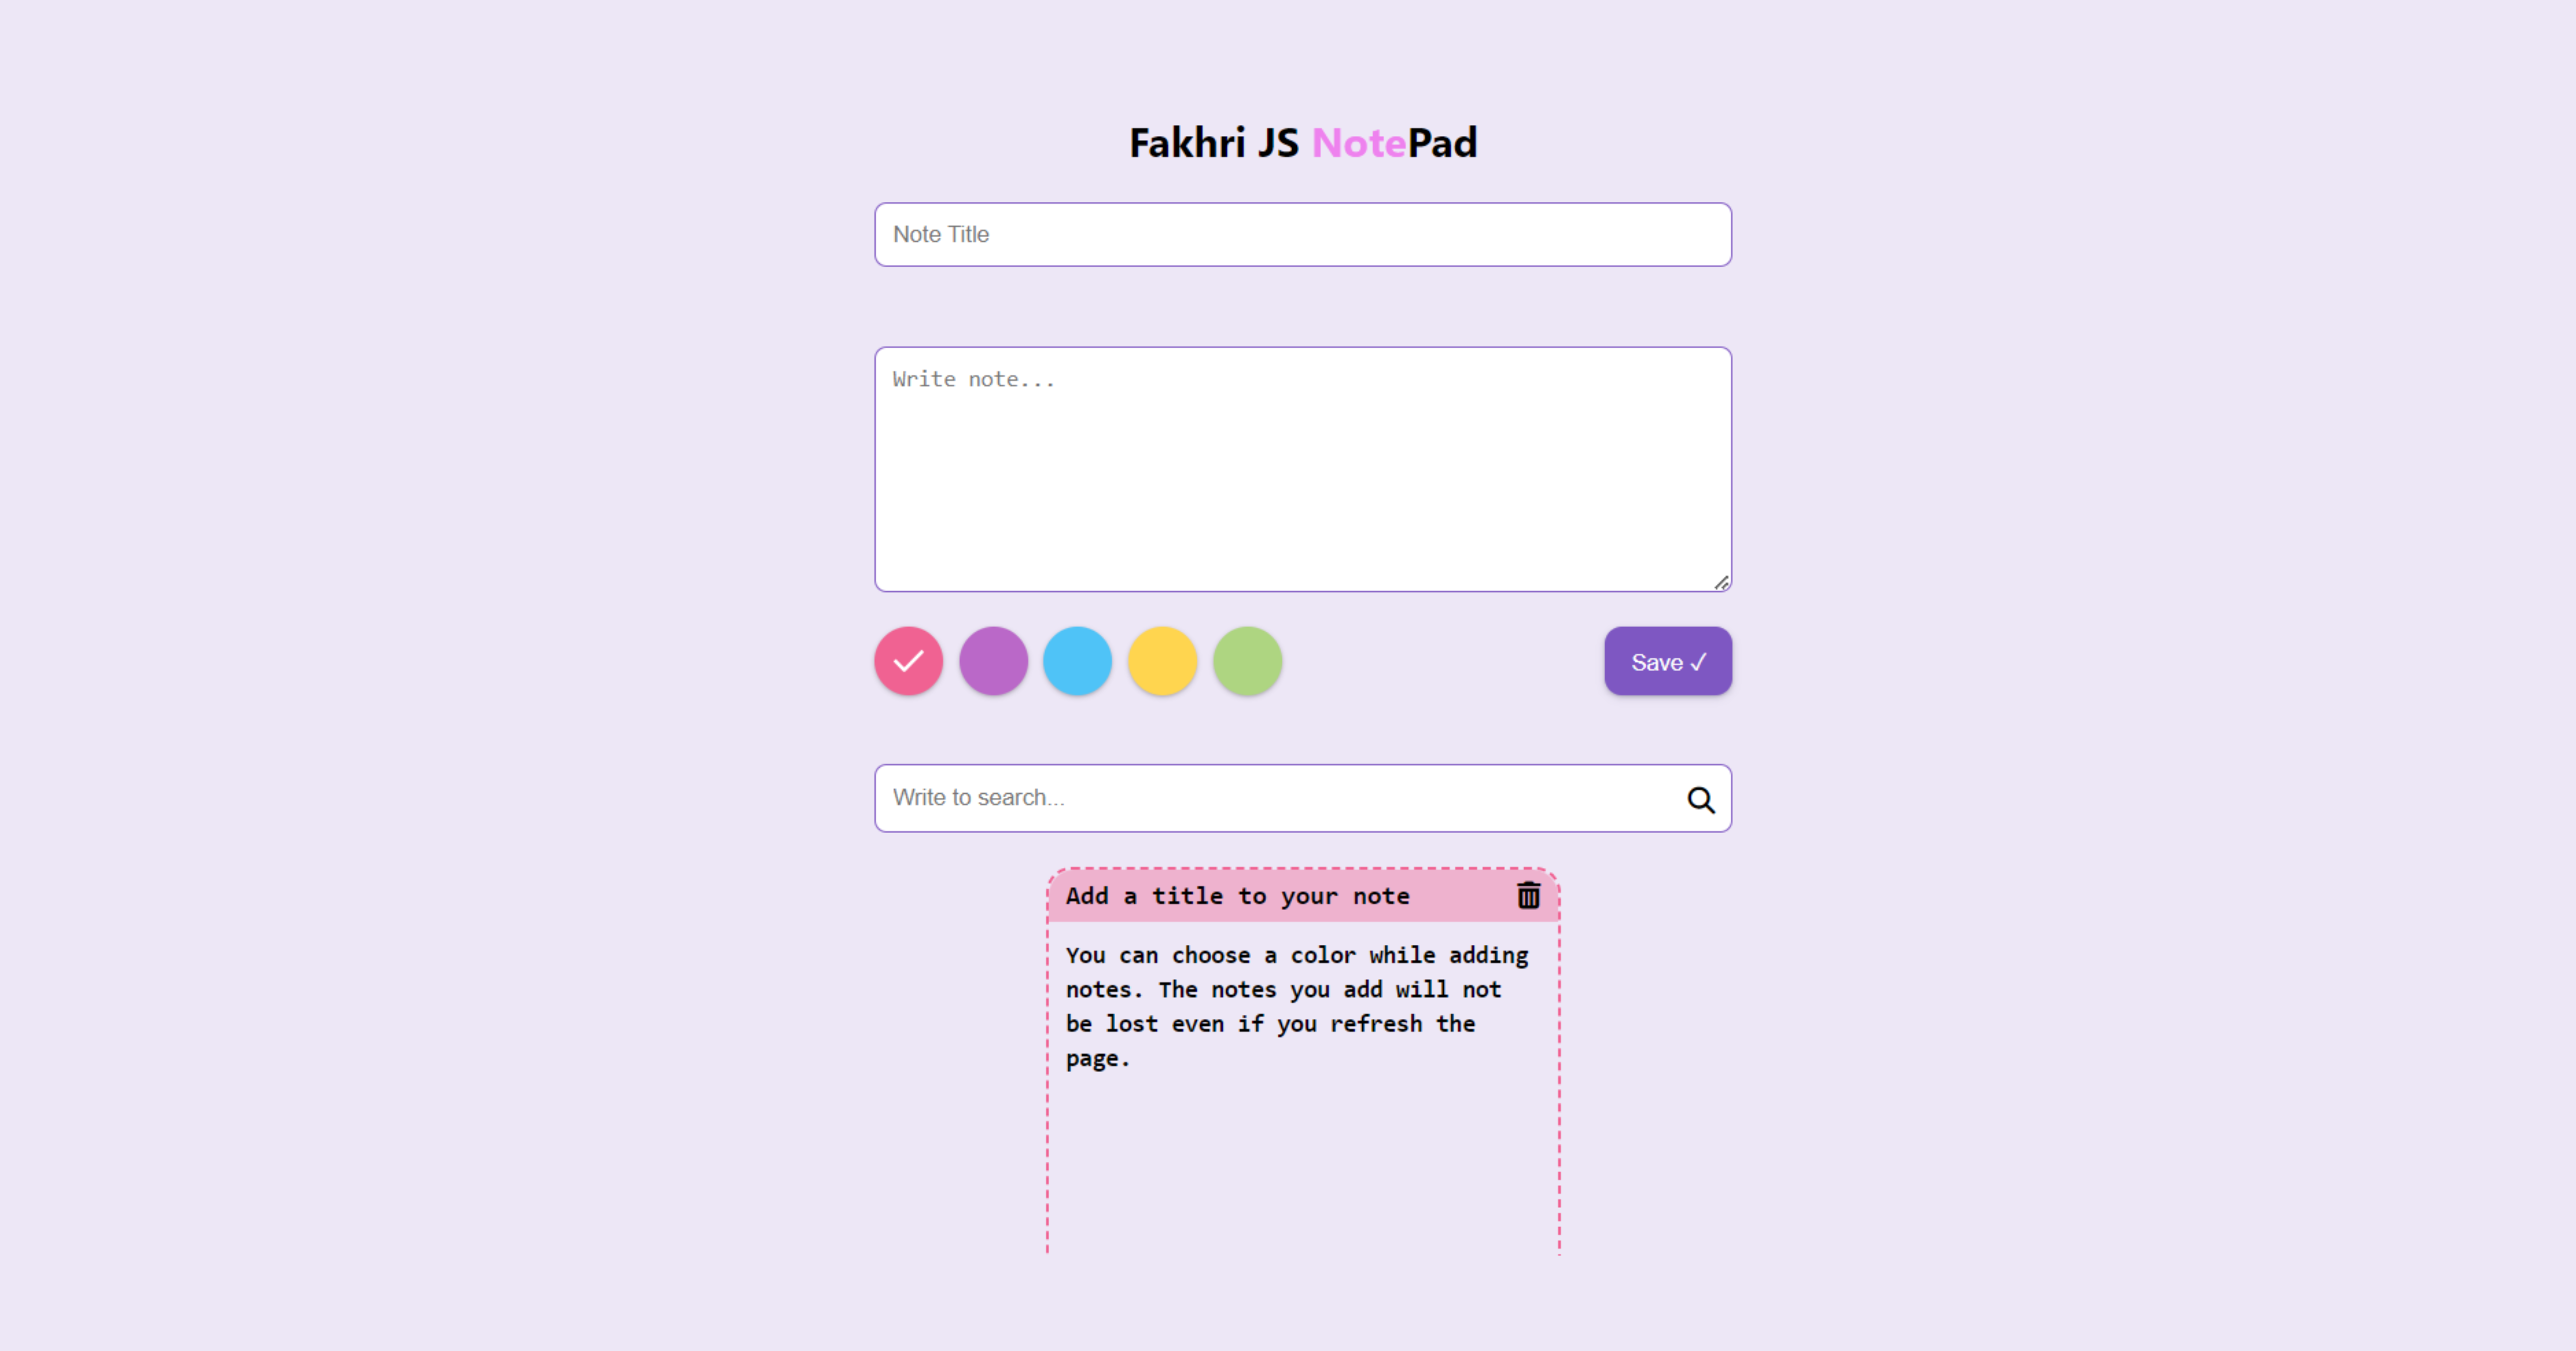 Fakhri JS NotePad
Note Title
Write note...
Save ✓
Write to search...
Add a title to your note
You can choose a color while adding
notes. The notes you add will not
be lost even if you refresh the
page.